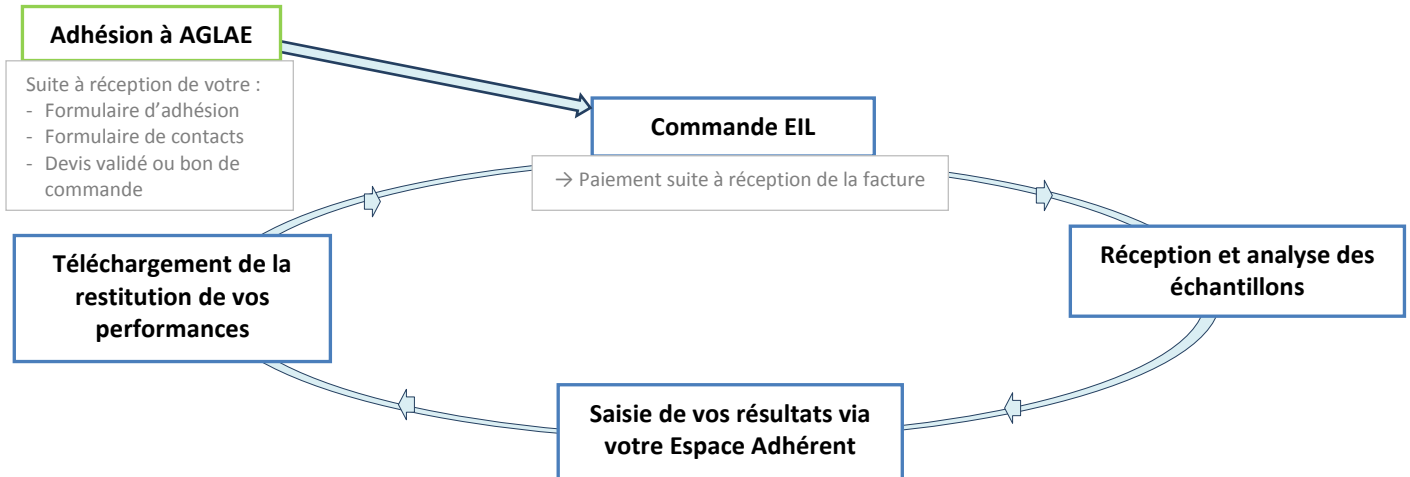 Adhésion à AGLAE
Suite à réception de votre :
- Formulaire d’adhésion
- Formulaire de contacts
- Devis validé ou bon de
commande
Commande EIL
→ Paiement suite à réception de la facture
Réception et analyse des
échantillons
Saisie de vos résultats via
votre Espace Adhérent
Téléchargement de la
restitution de vos
performances